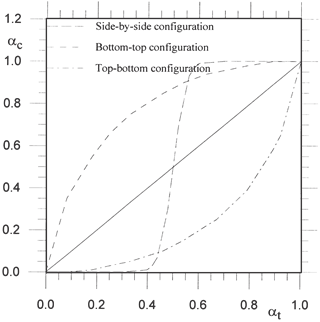 1.2
αc
Side-by-side configuration
Bottom-top configuration
1.0
Top-bottom configuration
0.8
0.6
0.4
0.2
0.0
0.0 0.2 0.4 0.6 0.8 1.0
αt